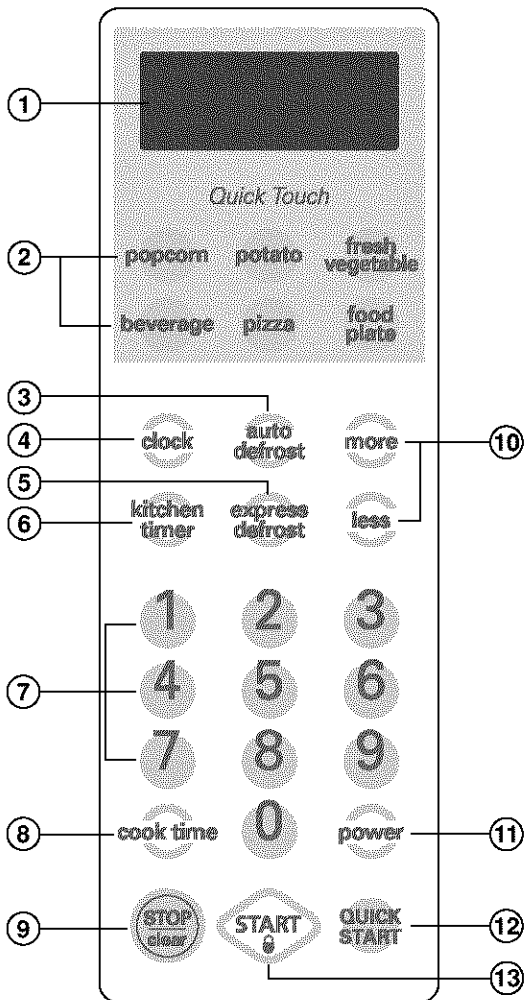 1
Quick Touch
2
popcorn potato fresh vegetable
beverage pizza food plate
3
4
clock auto defrost more
10
5
6
kitchen timer express defrost less
1 2 3
7
4 5 6
7 8 9
8
cook time 0 power
11
9
STOP clear START QUICK START
12
13